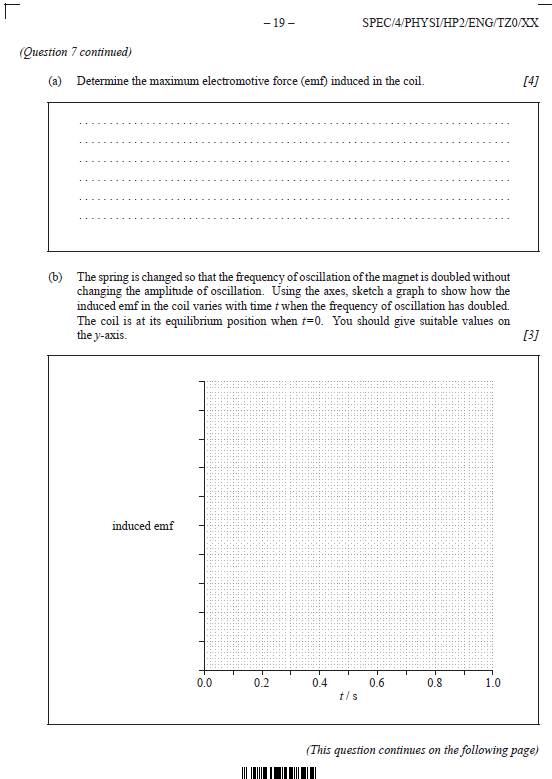 – 19 –
SPEC/4/PHYSI/HP2/ENG/TZ0/XX
(Question 7 continued)
(a) Determine the maximum electromotive force (emf) induced in the coil. [4]
(b) The spring is changed so that the frequency of oscillation of the magnet is doubled without
changing the amplitude of oscillation. Using the axes, sketch a graph to show how the
induced emf in the coil varies with time t when the frequency of oscillation has doubled.
The coil is at its equilibrium position when t=0. You should give suitable values on
the y-axis. [3]
induced emf
0.0 0.2 0.4 0.6 0.8 1.0
t / s
(This question continues on the following page)